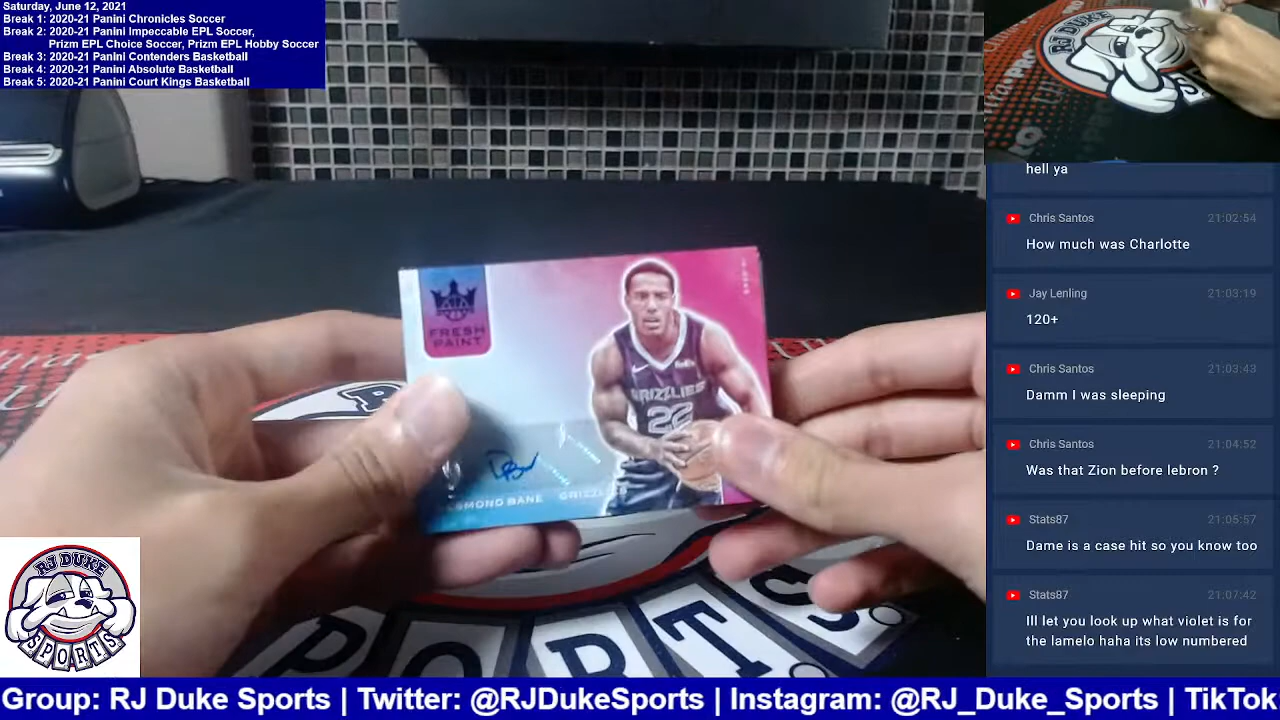 Saturday, June 12, 2021
Break 1: 2020-21 Panini Chronicles Soccer
Break 2: 2020-21 Panini Impeccable EPL Soccer,
Prizm EPL Choice Soccer, Prizm EPL Hobby Soccer
Break 3: 2020-21 Panini Contenders Basketball
Break 4: 2020-21 Panini Absolute Basketball
Break 5: 2020-21 Panini Court Kings Basketball
hell ya
Chris Santos 21:02:54
How much was Charlotte
Jay Lenling 21:03:19
120+
Chris Santos 21:03:43
Damm I was sleeping
Chris Santos 21:04:52
Was that Zion before lebron ?
Stats87 21:05:57
Dame is a case hit so you know too
Stats87 21:07:42
Ill let you look up what violet is for
the lamelo haha its low numbered
FRESH
PAINT
GRIZZLIES
22
SMOND BANE GRIZZLIES
RJ DUKE
SPORTS
PORTS.
Group: RJ Duke Sports | Twitter: @RJDukeSports | Instagram: @RJ_Duke_Sports | TikTok